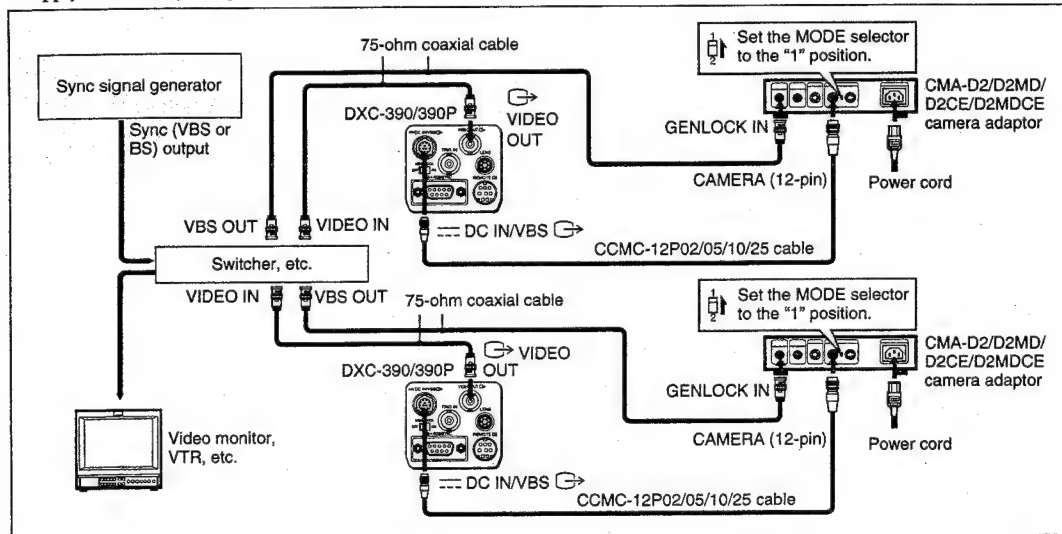 75-ohm coaxial cable
1
2
Set the MODE selector
to the "1" position.
Sync signal generator
DXC-390/390P
VIDEO
OUT
CMA-D2/D2MD/
D2CE/D2MDCE
camera adaptor
Sync (VBS or
BS) output
GENLOCK IN
CAMERA (12-pin)
Power cord
VBS OUT
VIDEO IN
DC IN/VBS
CCMC-12P02/05/10/25 cable
Switcher, etc.
VIDEO IN
VBS OUT
75-ohm coaxial cable
1
2
Set the MODE selector
to the "1" position.
VIDEO
OUT
DXC-390/390P
CMA-D2/D2MD/
D2CE/D2MDCE
camera adaptor
GENLOCK IN
Video monitor,
VTR, etc.
CAMERA (12-pin)
Power cord
DC IN/VBS
CCMC-12P02/05/10/25 cable